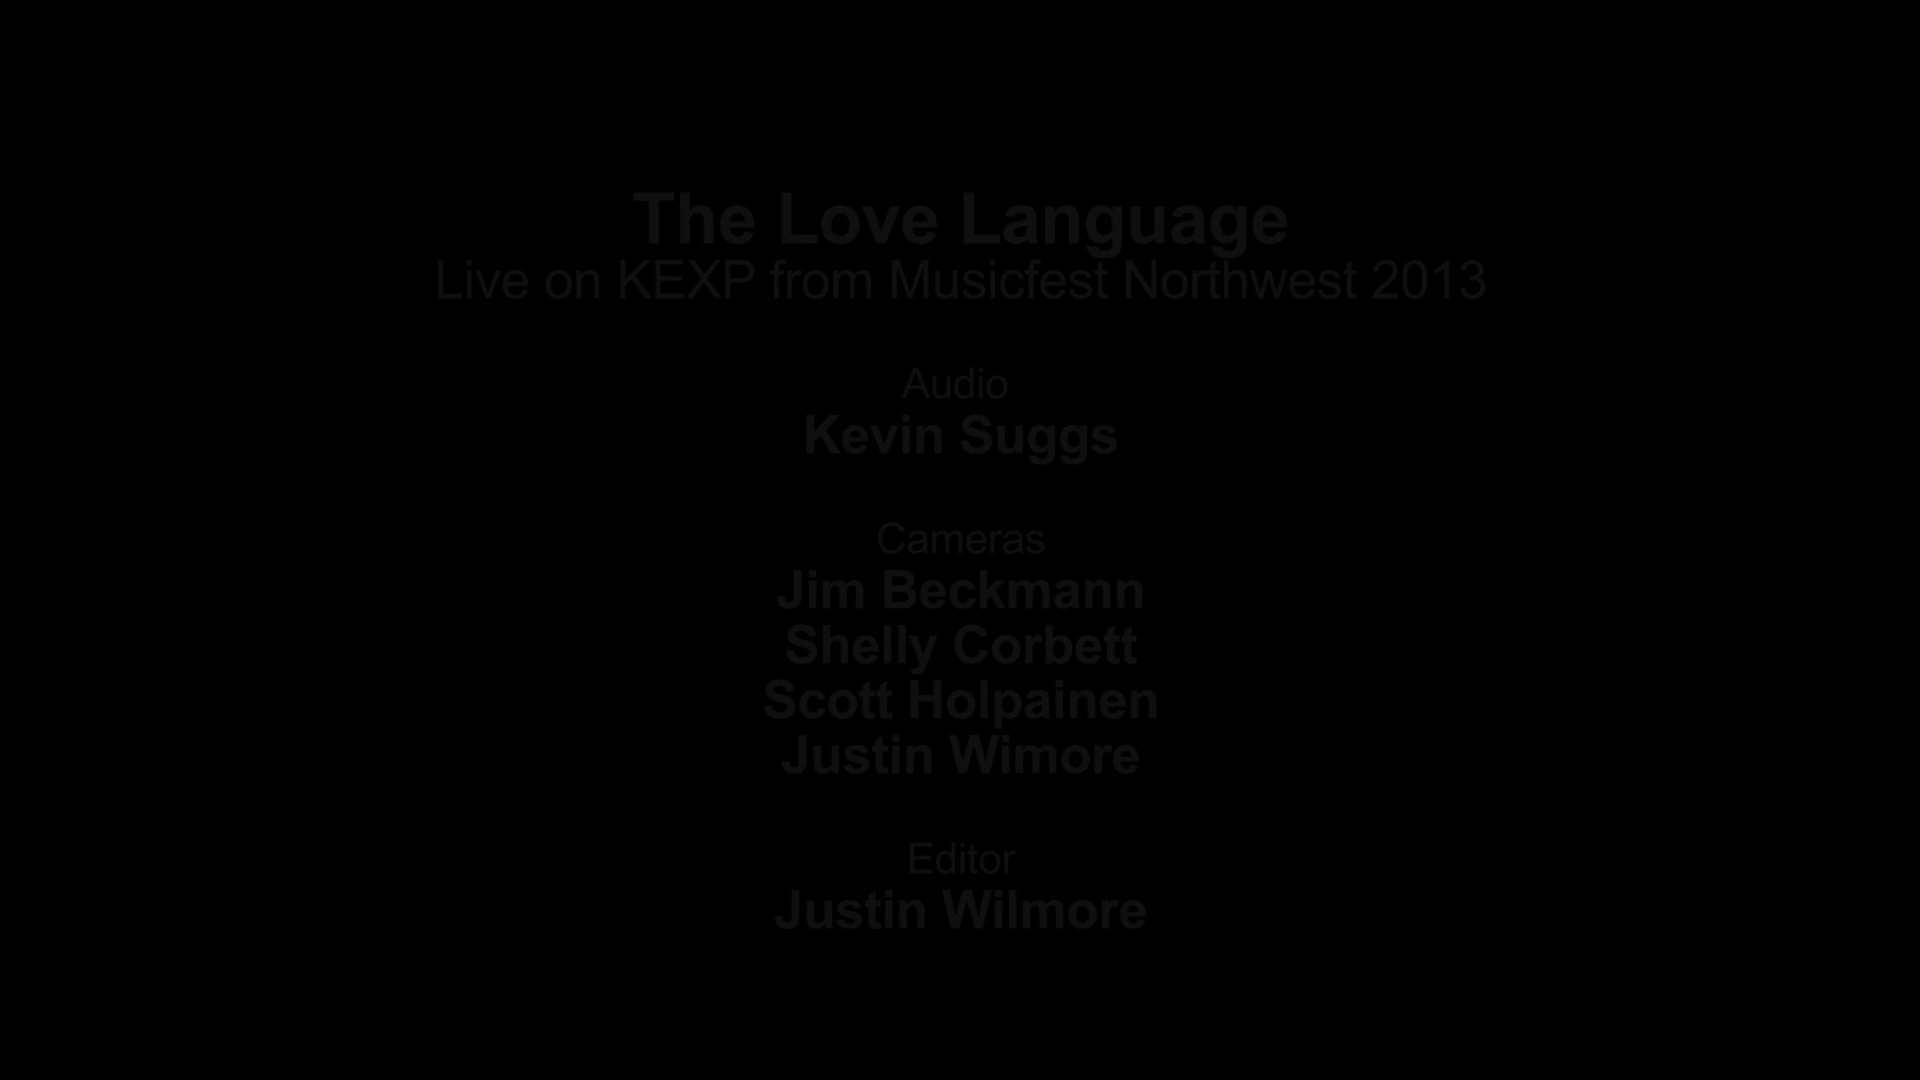 The Love Language
Live on KEXP from Musicfest Northwest 2013
Audio
Kevin Suggs
Cameras
Jim Beckmann
Shelly Corbett
Scott Holpainen
Justin Wimore
Editor
Justin Wilmore